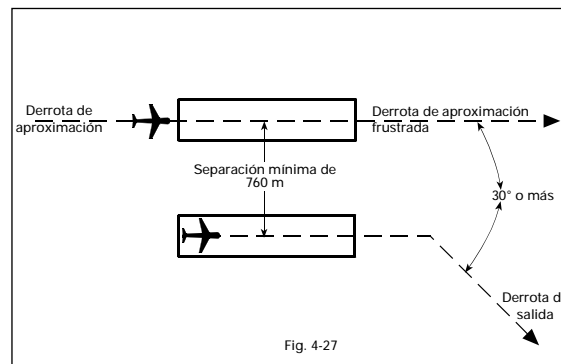 Derrota de
aproximación
Derrota de aproximación
frustrada
Separación mínima de
760 m
30° o más
Derrota d
salida
Fig. 4-27